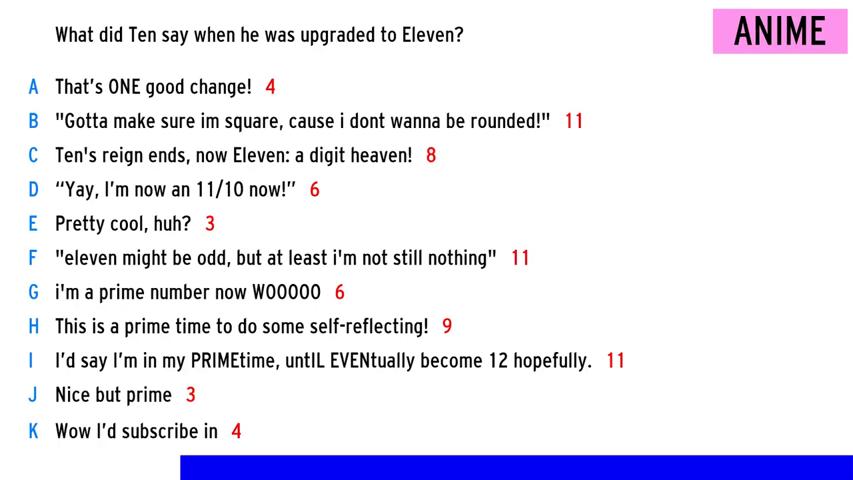 What did Ten say when he was upgraded to Eleven?
ANIME
A That’s ONE good change! 4
B "Gotta make sure im square, cause i dont wanna be rounded!" 11
C Ten's reign ends, now Eleven: a digit heaven! 8
D “Yay, I’m now an 11/10 now!” 6
E Pretty cool, huh? 3
F "eleven might be odd, but at least i'm not still nothing" 11
G i'm a prime number now WOOOOO 6
H This is a prime time to do some self-reflecting! 9
I I’d say I’m in my PRIMEtime, untIL EVENtually become 12 hopefully. 11
J Nice but prime 3
K Wow I’d subscribe in 4